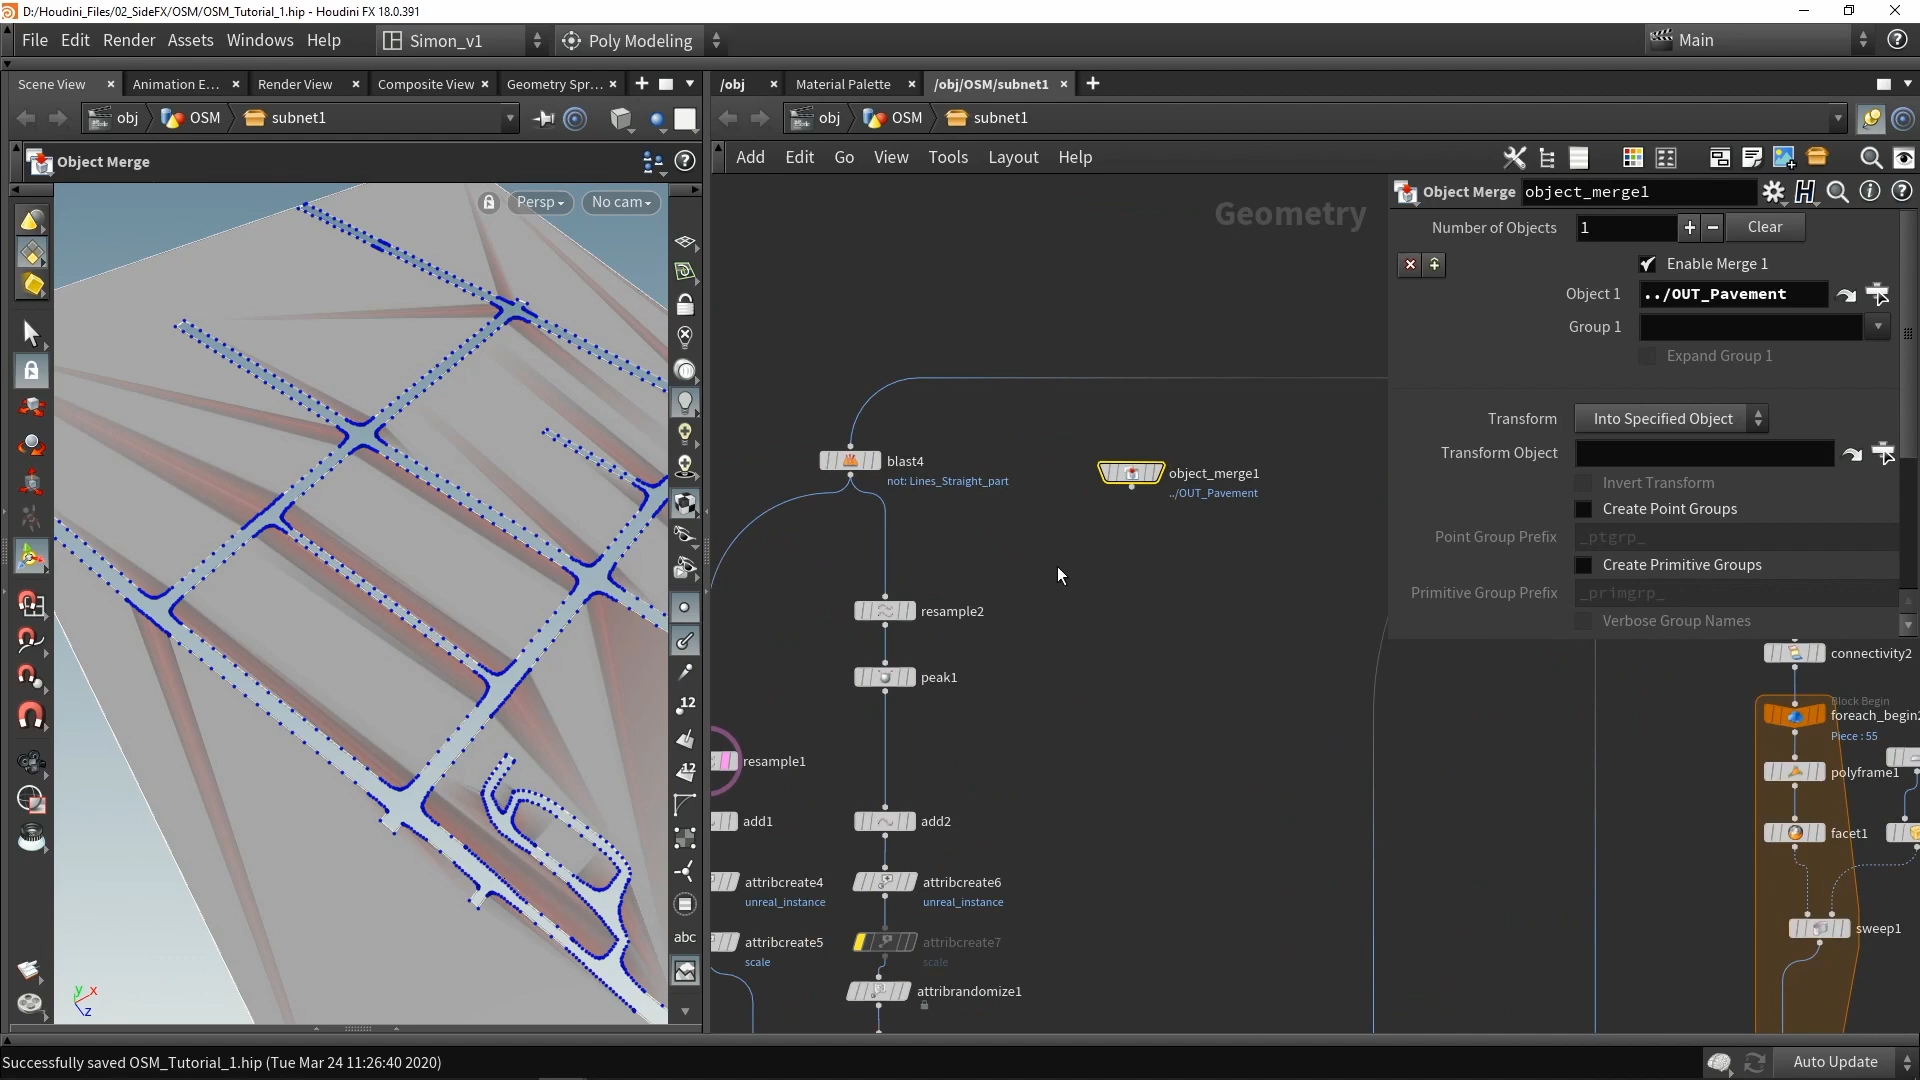 D:/Houdini_Files/02_SideFX/OSM/OSM_Tutorial_1.hip - Houdini FX 18.0.391
File Edit Render Assets Windows Help
Simon_v1
Poly Modeling
Main
Scene View
Animation E...
Render View
Composite View
Geometry Spr...
/obj
Material Palette
/obj/OSM/subnet1
obj
OSM
subnet1
obj
OSM
subnet1
Object Merge
Add Edit Go View Tools Layout Help
Persp
No cam
Geometry
Object Merge object_merge1
Number of Objects 1 Clear
Enable Merge 1
Object 1 ../OUT_Pavement
Group 1
Expand Group 1
Transform Into Specified Object
Transform Object
Invert Transform
Create Point Groups
Point Group Prefix _ptgrp_
Create Primitive Groups
Primitive Group Prefix _primgrp_
Verbose Group Names
blast4
not: Lines_Straight_part
object_merge1
../OUT_Pavement
resample2
peak1
resample1
add1
add2
attribcreate4
unreal_instance
attribcreate6
unreal_instance
attribcreate5
scale
attribcreate7
scale
attribrandomize1
connectivity2
Block Begin
Piece : 55
polyframe1
facet1
sweep1
12
12
abc
y x
z
Successfully saved OSM_Tutorial_1.hip (Tue Mar 24 11:26:40 2020)
Auto Update